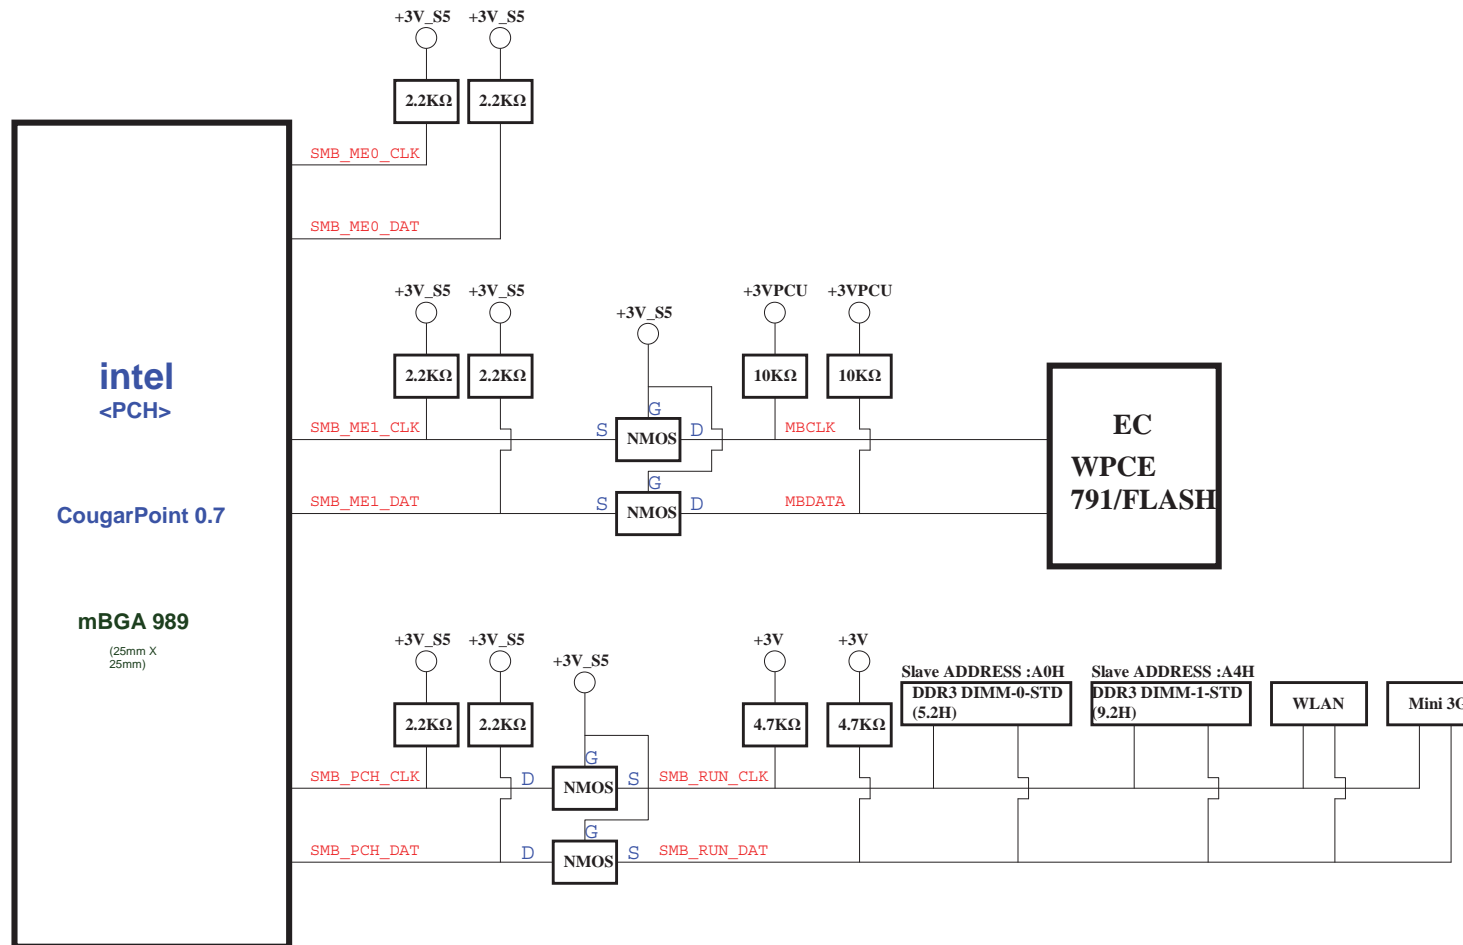 +3V_S5 +3V_S5
2.2KΩ 2.2KΩ
SMB_ME0_CLK
SMB_ME0_DAT
+3V_S5 +3V_S5 +3VPCU +3VPCU
+3V_S5
2.2KΩ 2.2KΩ 10KΩ 10KΩ
intel
<PCH>
G
SMB_ME1_CLK S NMOS D MBCLK
EC
WPCE
791/FLASH
G
SMB_ME1_DAT S NMOS D MBDATA
CougarPoint 0.7
mBGA 989
(25mm X
25mm)
+3V_S5 +3V_S5 +3V +3V
+3V_S5
Slave ADDRESS :A0H Slave ADDRESS :A4H
DDR3 DIMM-0-STD DDR3 DIMM-1-STD
(5.2H) (9.2H)
WLAN Mini 3G
2.2KΩ 2.2KΩ 4.7KΩ 4.7KΩ
G
SMB_PCH_CLK D NMOS S SMB_RUN_CLK
G
SMB_PCH_DAT D NMOS S SMB_RUN_DAT